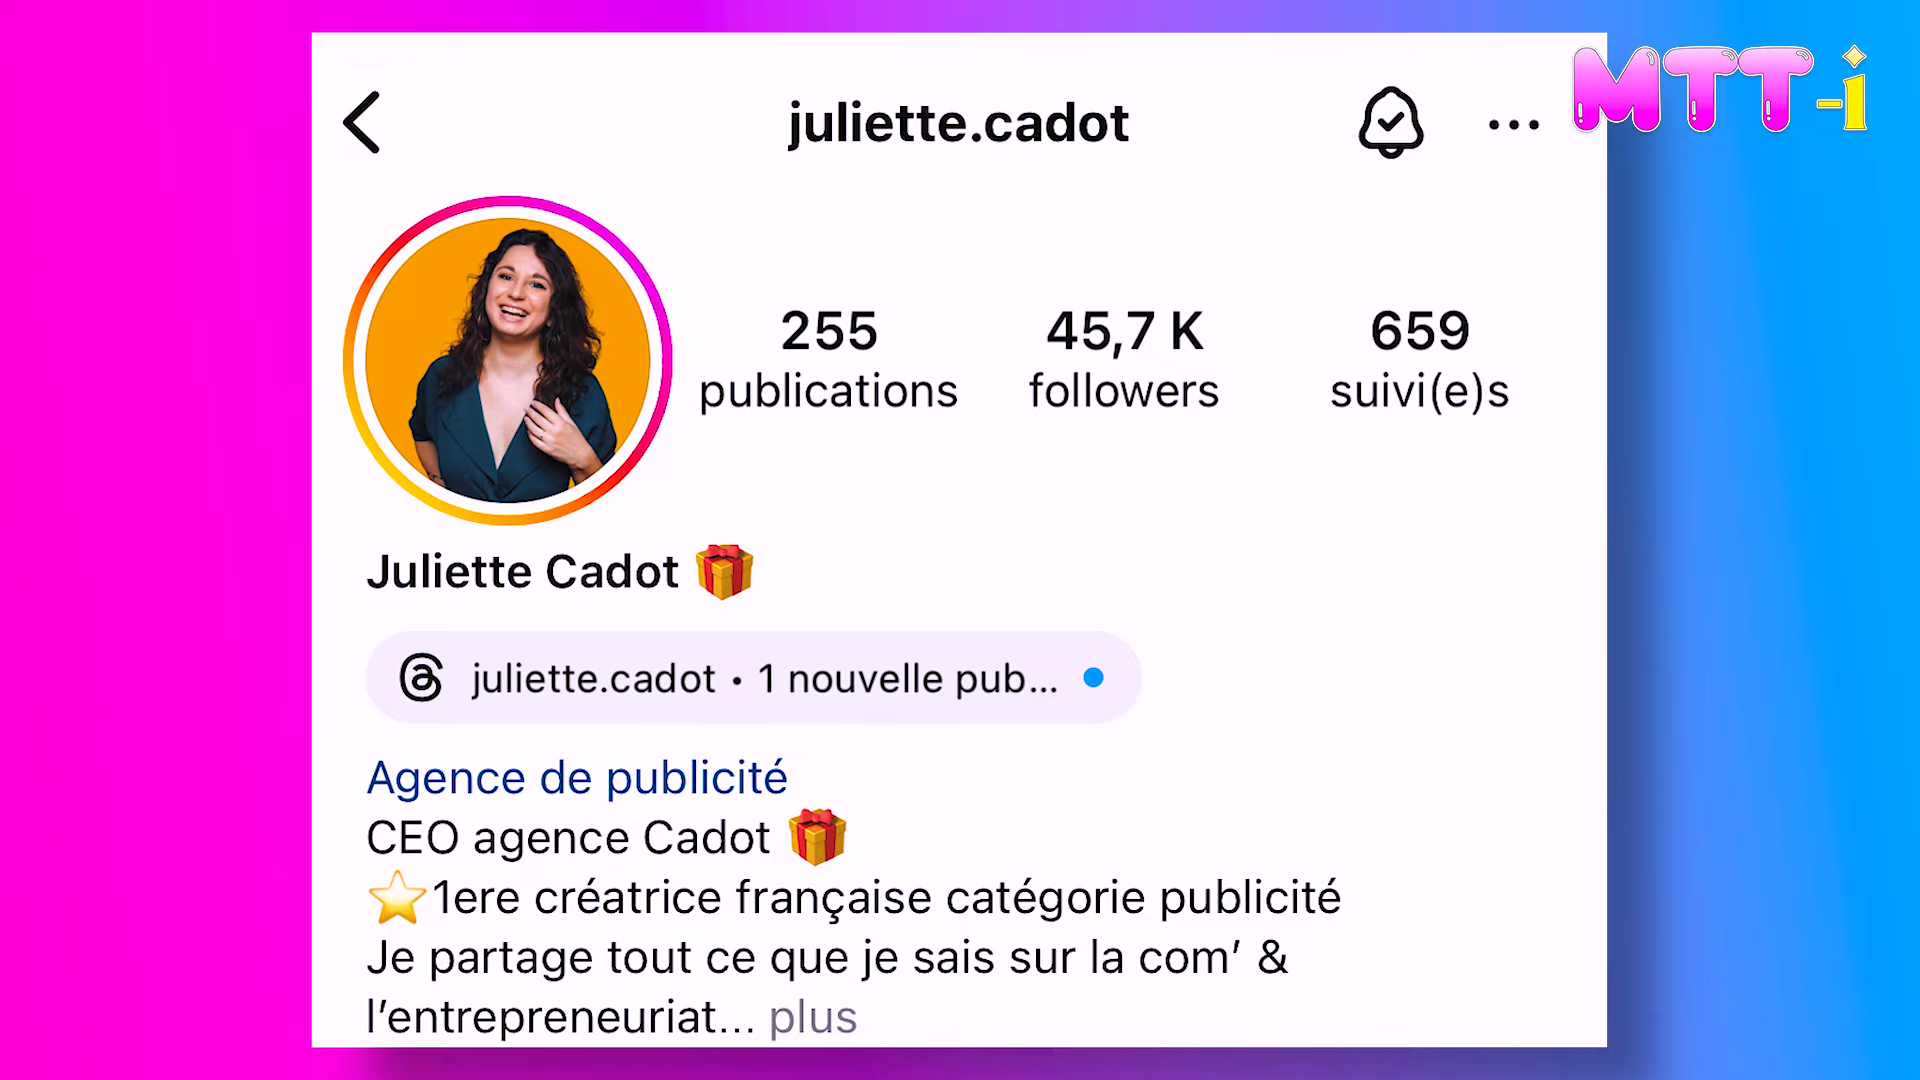 MTT-i
juliette.cadot
255
publications
45,7 K
followers
659
suivi(e)s
Juliette Cadot 🎁
juliette.cadot • 1 nouvelle pub...
Agence de publicité
CEO agence Cadot 🎁
⭐1ere créatrice française catégorie publicité
Je partage tout ce que je sais sur la com’ &
l’entrepreneuriat... plus